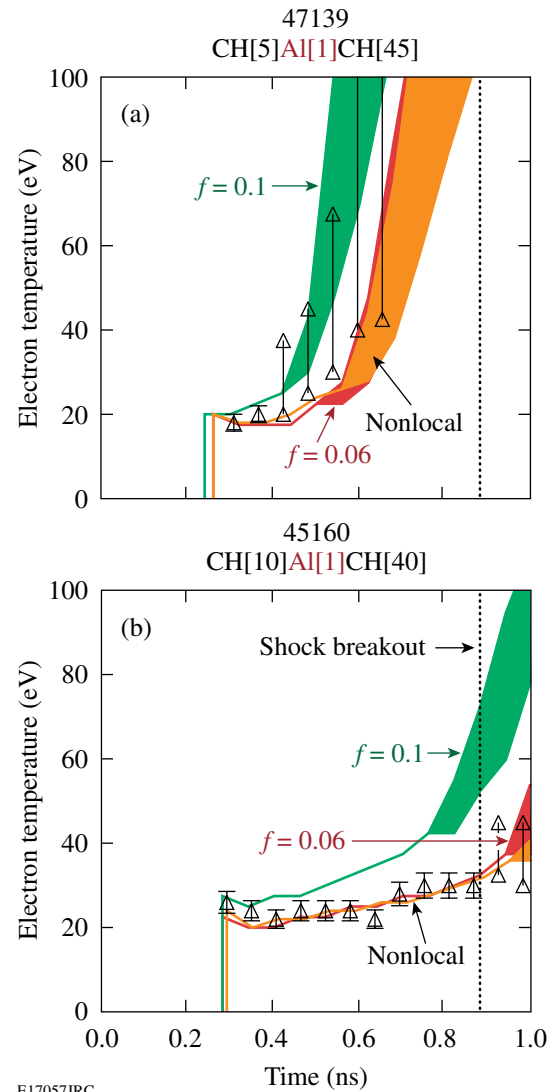 47139
CH[5]Al[1]CH[45]
100
(a)
80
f = 0.1
60
40
20
Nonlocal
f = 0.06
0
Electron temperature (eV)
45160
CH[10]Al[1]CH[40]
100
(b)
Shock breakout
80
f = 0.1
60
f = 0.06
40
20
Nonlocal
0
Electron temperature (eV)
0.0 0.2 0.4 0.6 0.8 1.0
Time (ns)
E17057JRC